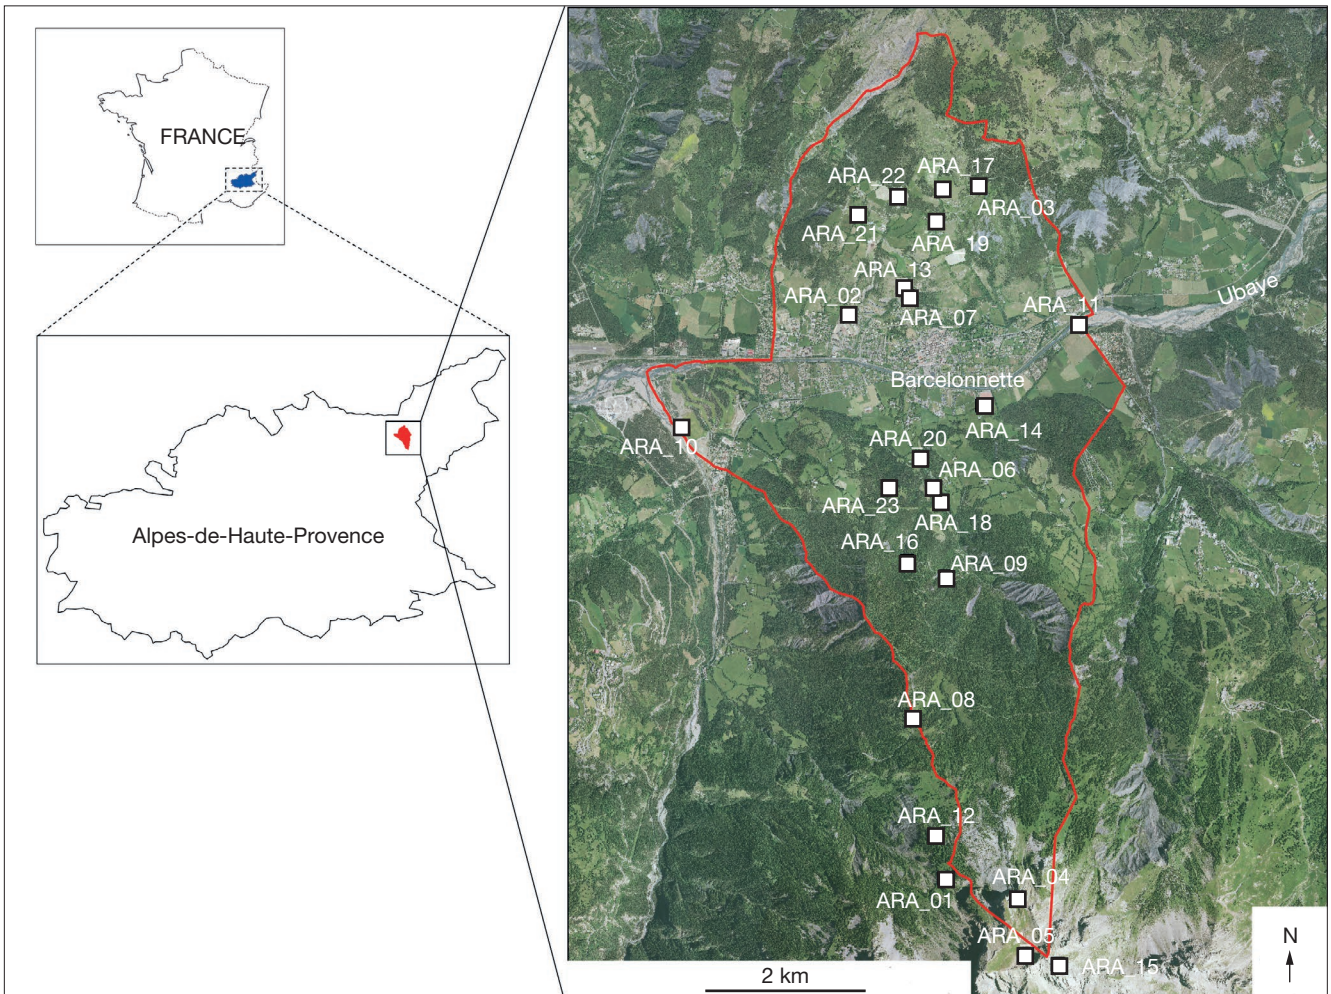 FRANCE
Alpes-de-Haute-Provence
ARA_17
ARA_22
ARA_03
ARA_21
ARA_19
ARA_13
ARA_02
ARA_07
ARA_11
Ubaye
Barcelonnette
ARA_14
ARA_10
ARA_20
ARA_06
ARA_23
ARA_18
ARA_16
ARA_09
ARA_08
ARA_12
ARA_04
ARA_01
ARA_05
ARA_15
2 km
N